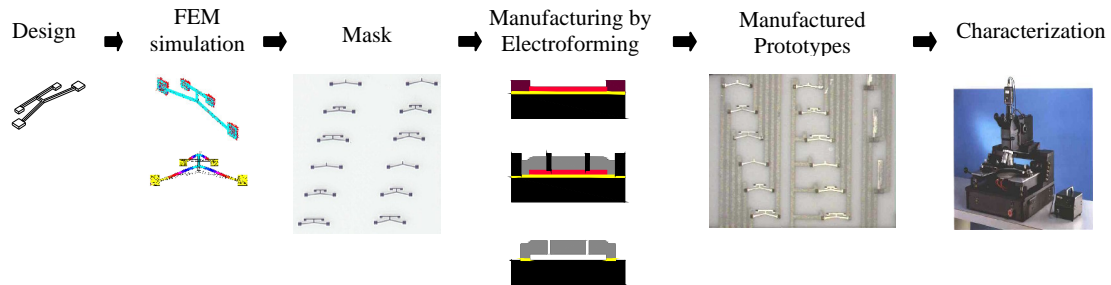 Design
FEM
simulation
Mask
Manufacturing by
Electroforming
Manufactured
Prototypes
Characterization